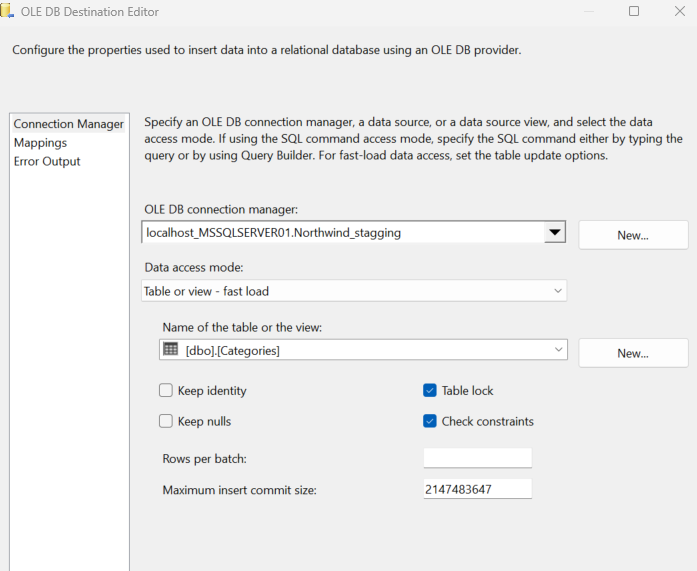 OLE DB Destination Editor
Configure the properties used to insert data into a relational database using an OLE DB provider.
Connection Manager
Mappings
Error Output
Specify an OLE DB connection manager, a data source, or a data source view, and select the data
access mode. If using the SQL command access mode, specify the SQL command either by typing the
query or by using Query Builder. For fast-load data access, set the table update options.
OLE DB connection manager:
localhost_MSSQLSERVER01.Northwind_stagging
New...
Data access mode:
Table or view - fast load
Name of the table or the view:
[dbo].[Categories]
New...
Keep identity
Table lock
Keep nulls
Check constraints
Rows per batch:
Maximum insert commit size:
2147483647